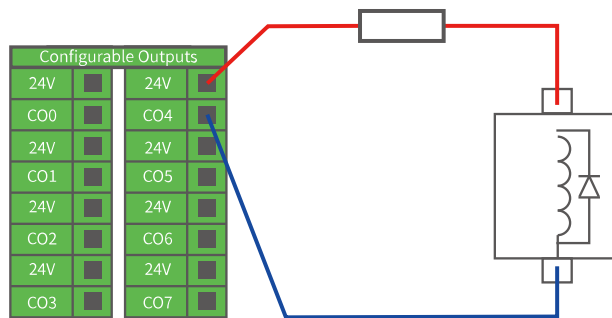 Configurable Outputs
24V 24V
CO0 CO4
24V 24V
CO1 CO5
24V 24V
CO2 CO6
24V 24V
CO3 CO7